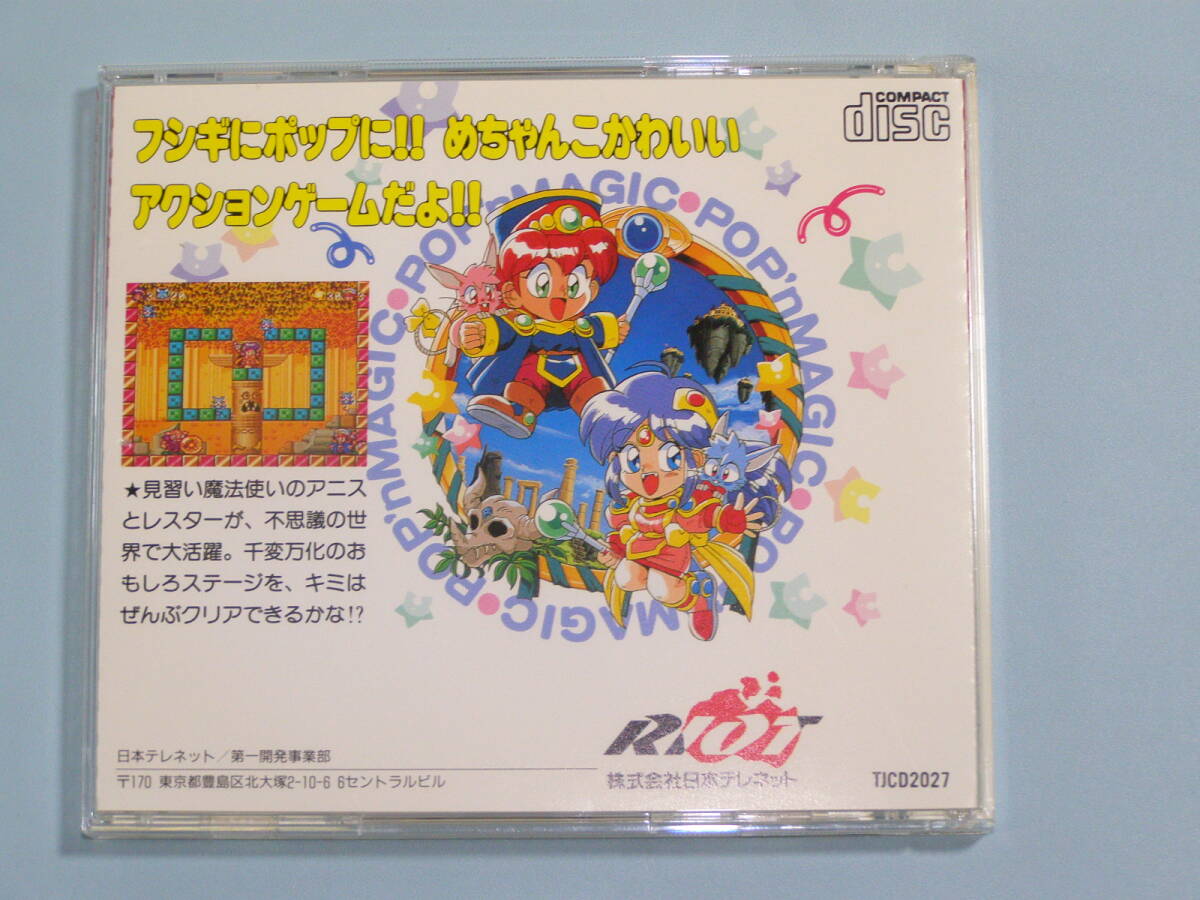 フシギにポップに!! めちゃんこかわいい
アクションゲームだよ!!
COMPACT
disc
POP'nMAGIC•POP'nMAGIC•POP'nMAGIC•POP'nMAGIC•
★見習い魔法使いのアニス
とレスターが、不思議の世
界で大活躍。千変万化のお
もしろステージを、キミは
ぜんぶクリアできるかな!?
RIOT
株式会社日本テレネット
日本テレネット/第一開発事業部
〒170 東京都豊島区北大塚2-10-6 6セントラルビル
TJCD2027